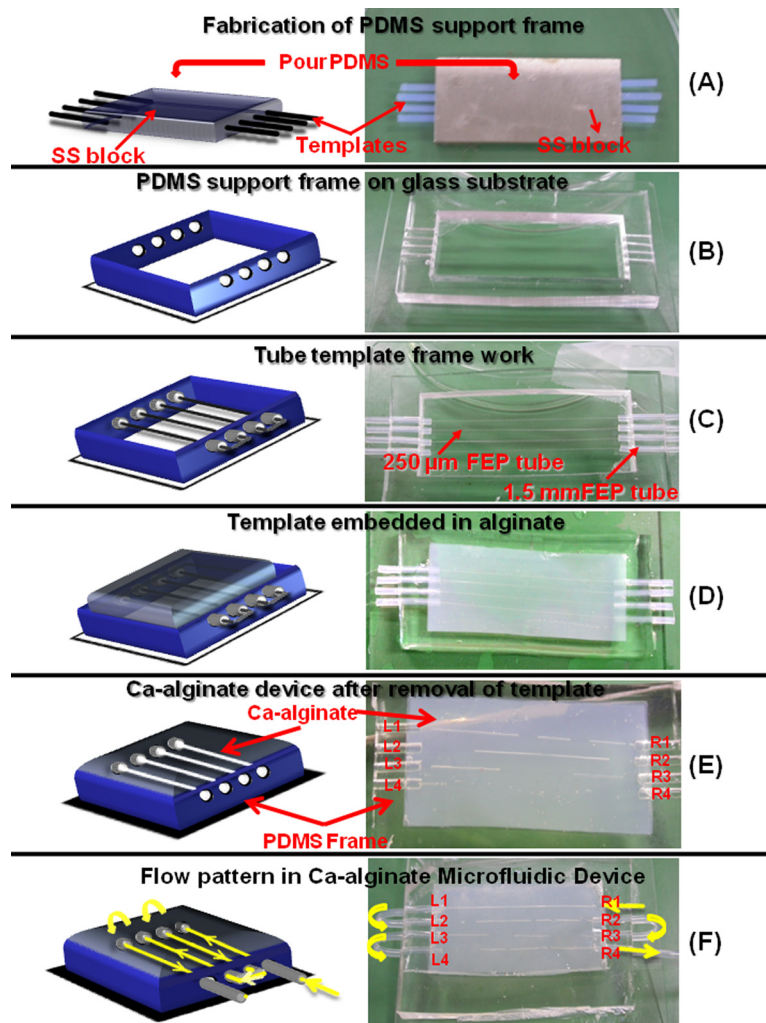 Fabrication of PDMS support frame
Pour PDMS
(A)
SS block
Templates
SS block
PDMS support frame on glass substrate
(B)
Tube template frame work
(C)
250 µm FEP tube
1.5 mmFEP tube
Template embedded in alginate
(D)
Ca-alginate device after removal of template
Ca-alginate
L1
R1
L2
R2
L3
(E)
R3
L4
R4
PDMS Frame
Flow pattern in Ca-alginate Microfluidic Device
L1
R1
L2
R2
L3
R3
(F)
L4
R4